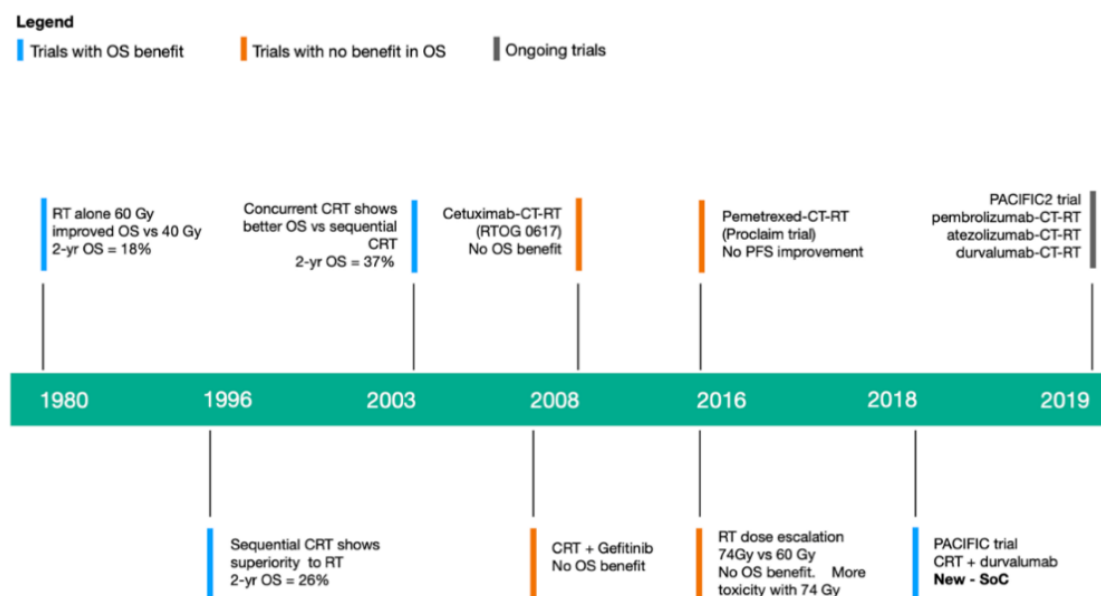 Legend
Trials with OS benefit
Trials with no benefit in OS
Ongoing trials
RT alone 60 Gy
improved OS vs 40 Gy
2-yr OS = 18%
Concurrent CRT shows
better OS vs sequential
CRT
2-yr OS = 37%
Cetuximab-CT-RT
(RTOG 0617)
No OS benefit
Pemetrexed-CT-RT
(Proclaim trial)
No PFS improvement
PACIFIC2 trial
pembrolizumab-CT-RT
atezolizumab-CT-RT
durvalumab-CT-RT
1980
1996
2003
2008
2016
2018
2019
Sequential CRT shows
superiority to RT
2-yr OS = 26%
CRT + Gefitinib
No OS benefit
RT dose escalation
74Gy vs 60 Gy
No OS benefit. More
toxicity with 74 Gy
PACIFIC trial
CRT + durvalumab
New - SoC